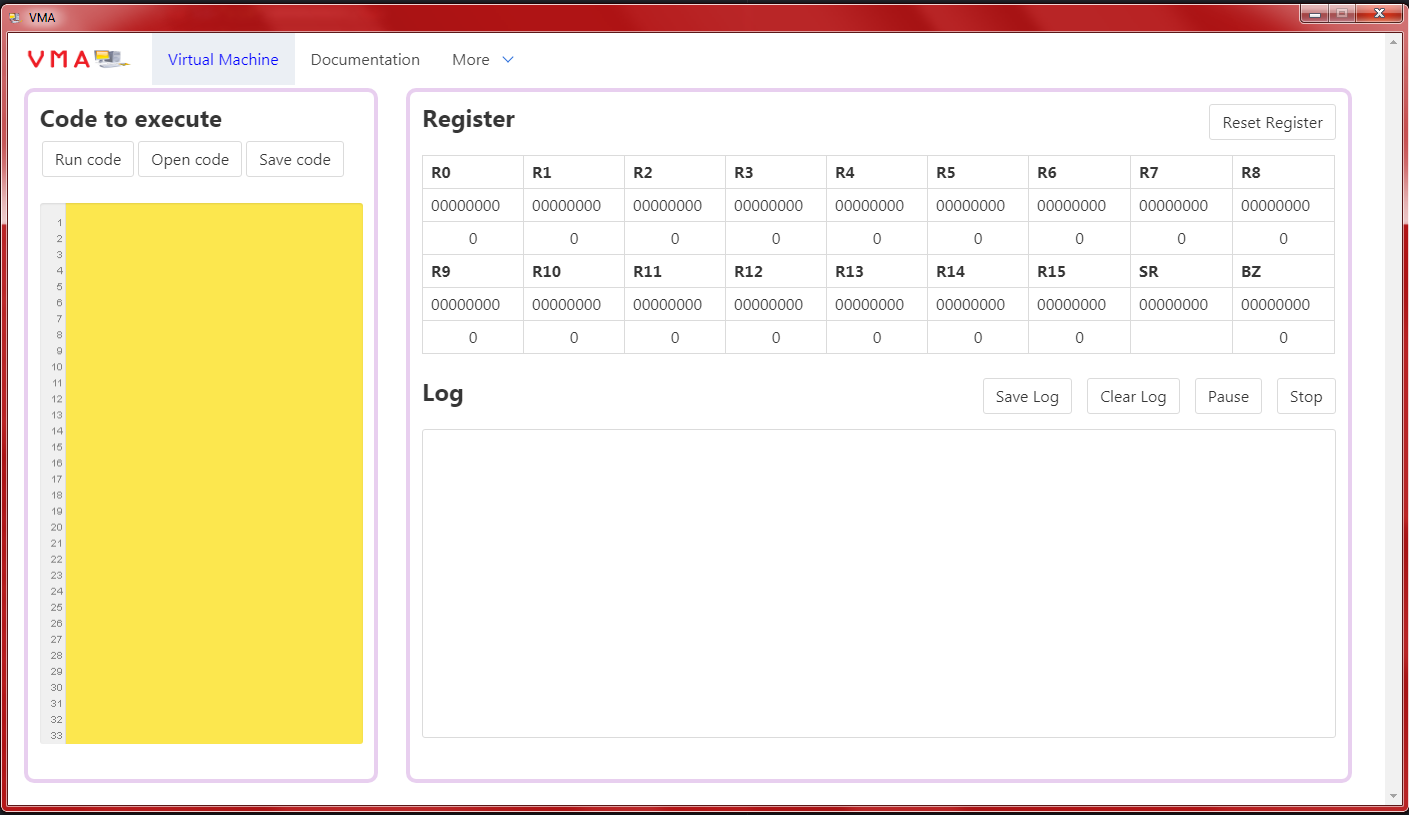 VMA
VMA
Virtual Machine
Documentation
More
Code to execute
Run code
Open code
Save code
1
2
3
4
5
6
7
8
9
10
11
12
13
14
15
16
17
18
19
20
21
22
23
24
25
26
27
28
29
30
31
32
33
Register
Reset Register
R0 R1 R2 R3 R4 R5 R6 R7 R8
00000000 00000000 00000000 00000000 00000000 00000000 00000000 00000000 00000000
0 0 0 0 0 0 0 0 0
R9 R10 R11 R12 R13 R14 R15 SR BZ
00000000 00000000 00000000 00000000 00000000 00000000 00000000 00000000 00000000
0 0 0 0 0 0 0 0
Log
Save Log
Clear Log
Pause
Stop